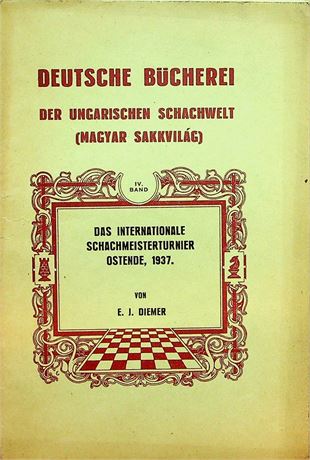 DEUTSCHE BÜCHEREI
DER UNGARISCHEN SCHACHWELT
(MAGYAR SAKKVILÁG)
IV.
BAND
DAS INTERNATIONALE
SCHACHMEISTERTURNIER
OSTENDE, 1937.
VON
E. J. DIEMER